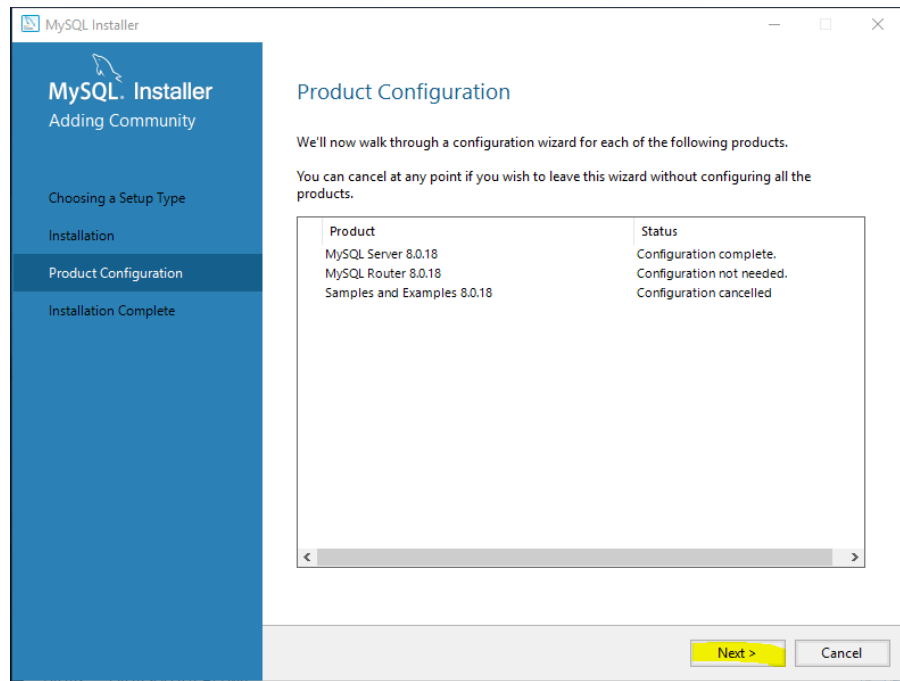 MySQL Installer
MySQL. Installer
Adding Community
Choosing a Setup Type
Installation
Product Configuration
Installation Complete
Product Configuration
We'll now walk through a configuration wizard for each of the following products.
You can cancel at any point if you wish to leave this wizard without configuring all the
products.
Product Status
MySQL Server 8.0.18 Configuration complete.
MySQL Router 8.0.18 Configuration not needed.
Samples and Examples 8.0.18 Configuration cancelled
Next > Cancel